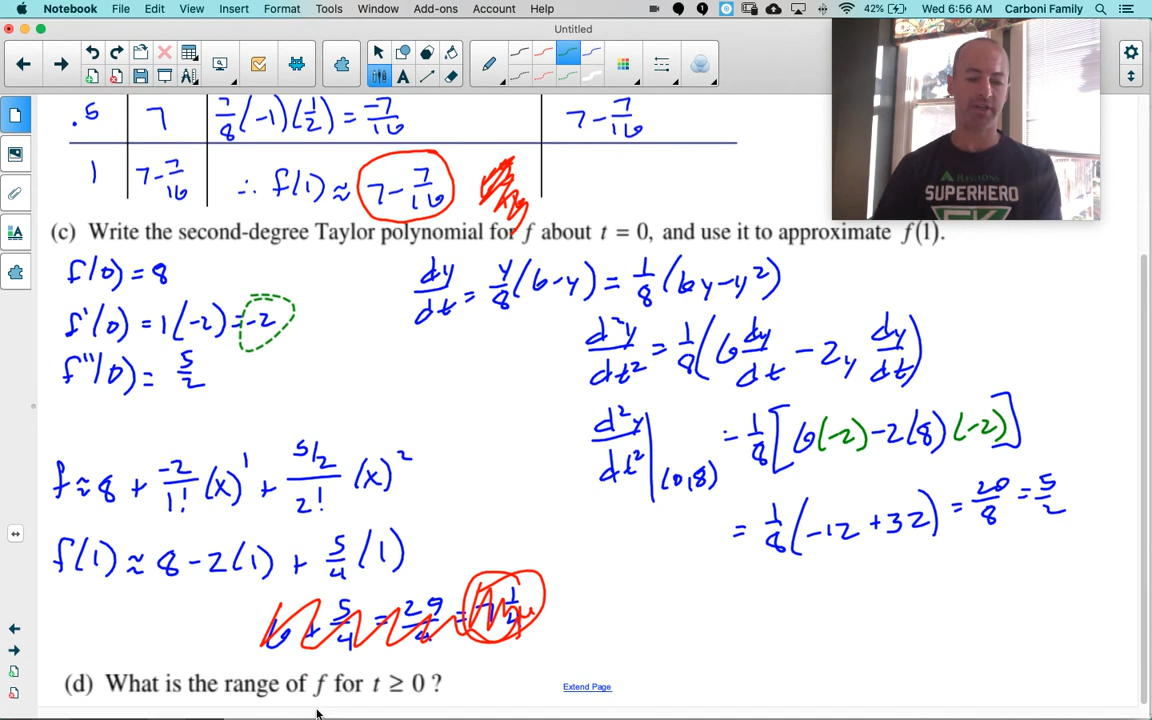 Notebook File Edit View Insert Format Tools Window Add-ons Account Help 42% Wed 6:56 AM Carboni Family
Untitled
.5 7 7/8(-1)(1/2) = -7/16 7 - 7/16
1 7 - 7/16 ∴ f(1) ≈ 7 - 7/16
(c) Write the second-degree Taylor polynomial for f about t = 0, and use it to approximate f(1).
f(0) = 8
f'(0) = 1(-2) = -2
f''(0) = 5/2
dy/dt = y/8(6-y) = 1/8(6y-y²)
d²y/dt² = 1/8(6 dy/dt - 2y dy/dt)
d²y/dt² |(0,8) = 1/8[6(-2)-2(8)(-2)]
= 1/8(-12+32) = 20/8 = 5/2
f ≈ 8 + -2/1!(x)¹ + 5/2/2!(x)²
f(1) ≈ 8 - 2(1) + 5/4(1)
6 + 5/4 = 29/4 =
(d) What is the range of f for t ≥ 0 ?
Extend Page
SUPERHERO